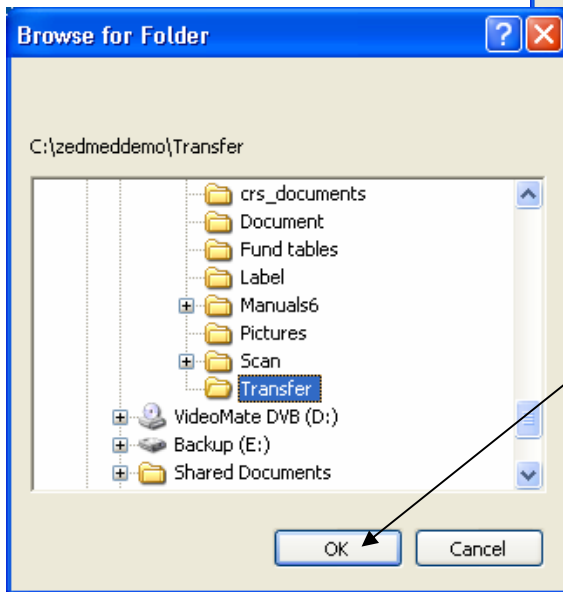 Browse for Folder
C:\zedmeddemo\Transfer
crs_documents
Document
Fund tables
Label
Manuals6
Pictures
Scan
Transfer
VideoMate DVB (D:)
Backup (E:)
Shared Documents
OK Cancel